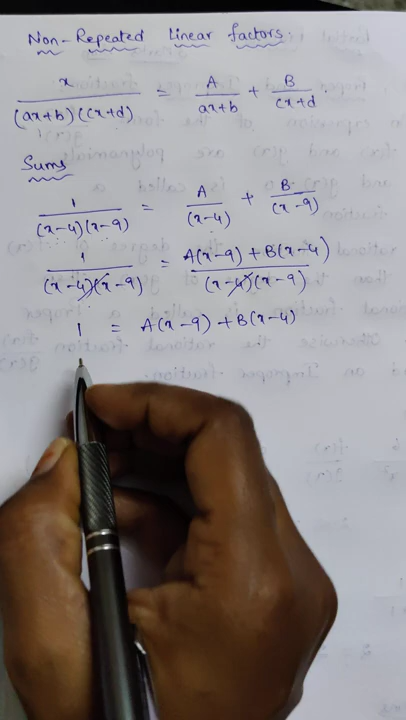 Non-Repeated Linear factors:
x / (ax+b)(cx+d) = A / ax+b + B / cx+d
Sums
1 / (x-4)(x-9) = A / (x-4) + B / (x-9)
1 / (x-4)(x-9) = A(x-9) + B(x-4) / (x-4)(x-9)
1 = A(x-9) + B(x-4)